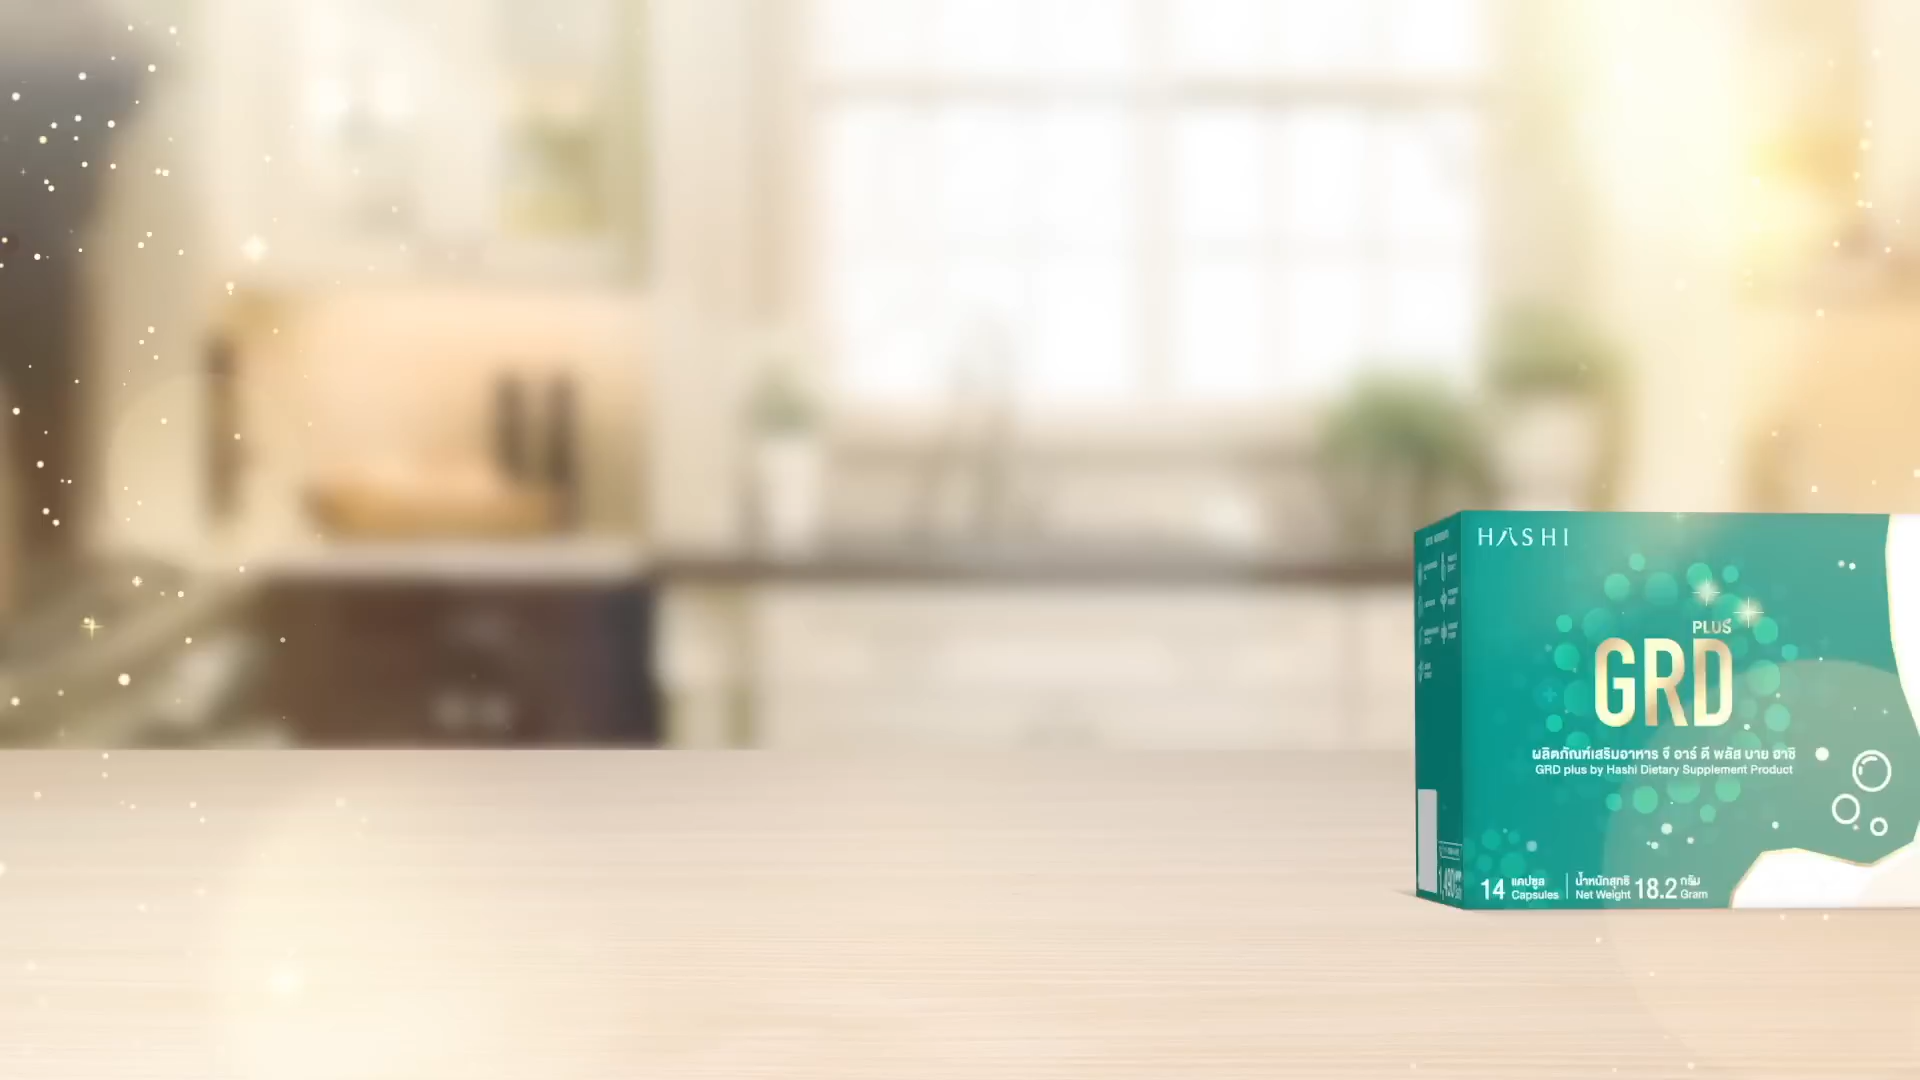 HASHI
PLUS
GRD
ผลิตภัณฑ์เสริมอาหาร จี อาร์ ดี พลัส บาย ฮาชิ
GRD plus by Hashi Dietary Supplement Product
14 แคปซูล Capsules
น้ำหนักสุทธิ Net Weight 18.2 กรัม Gram